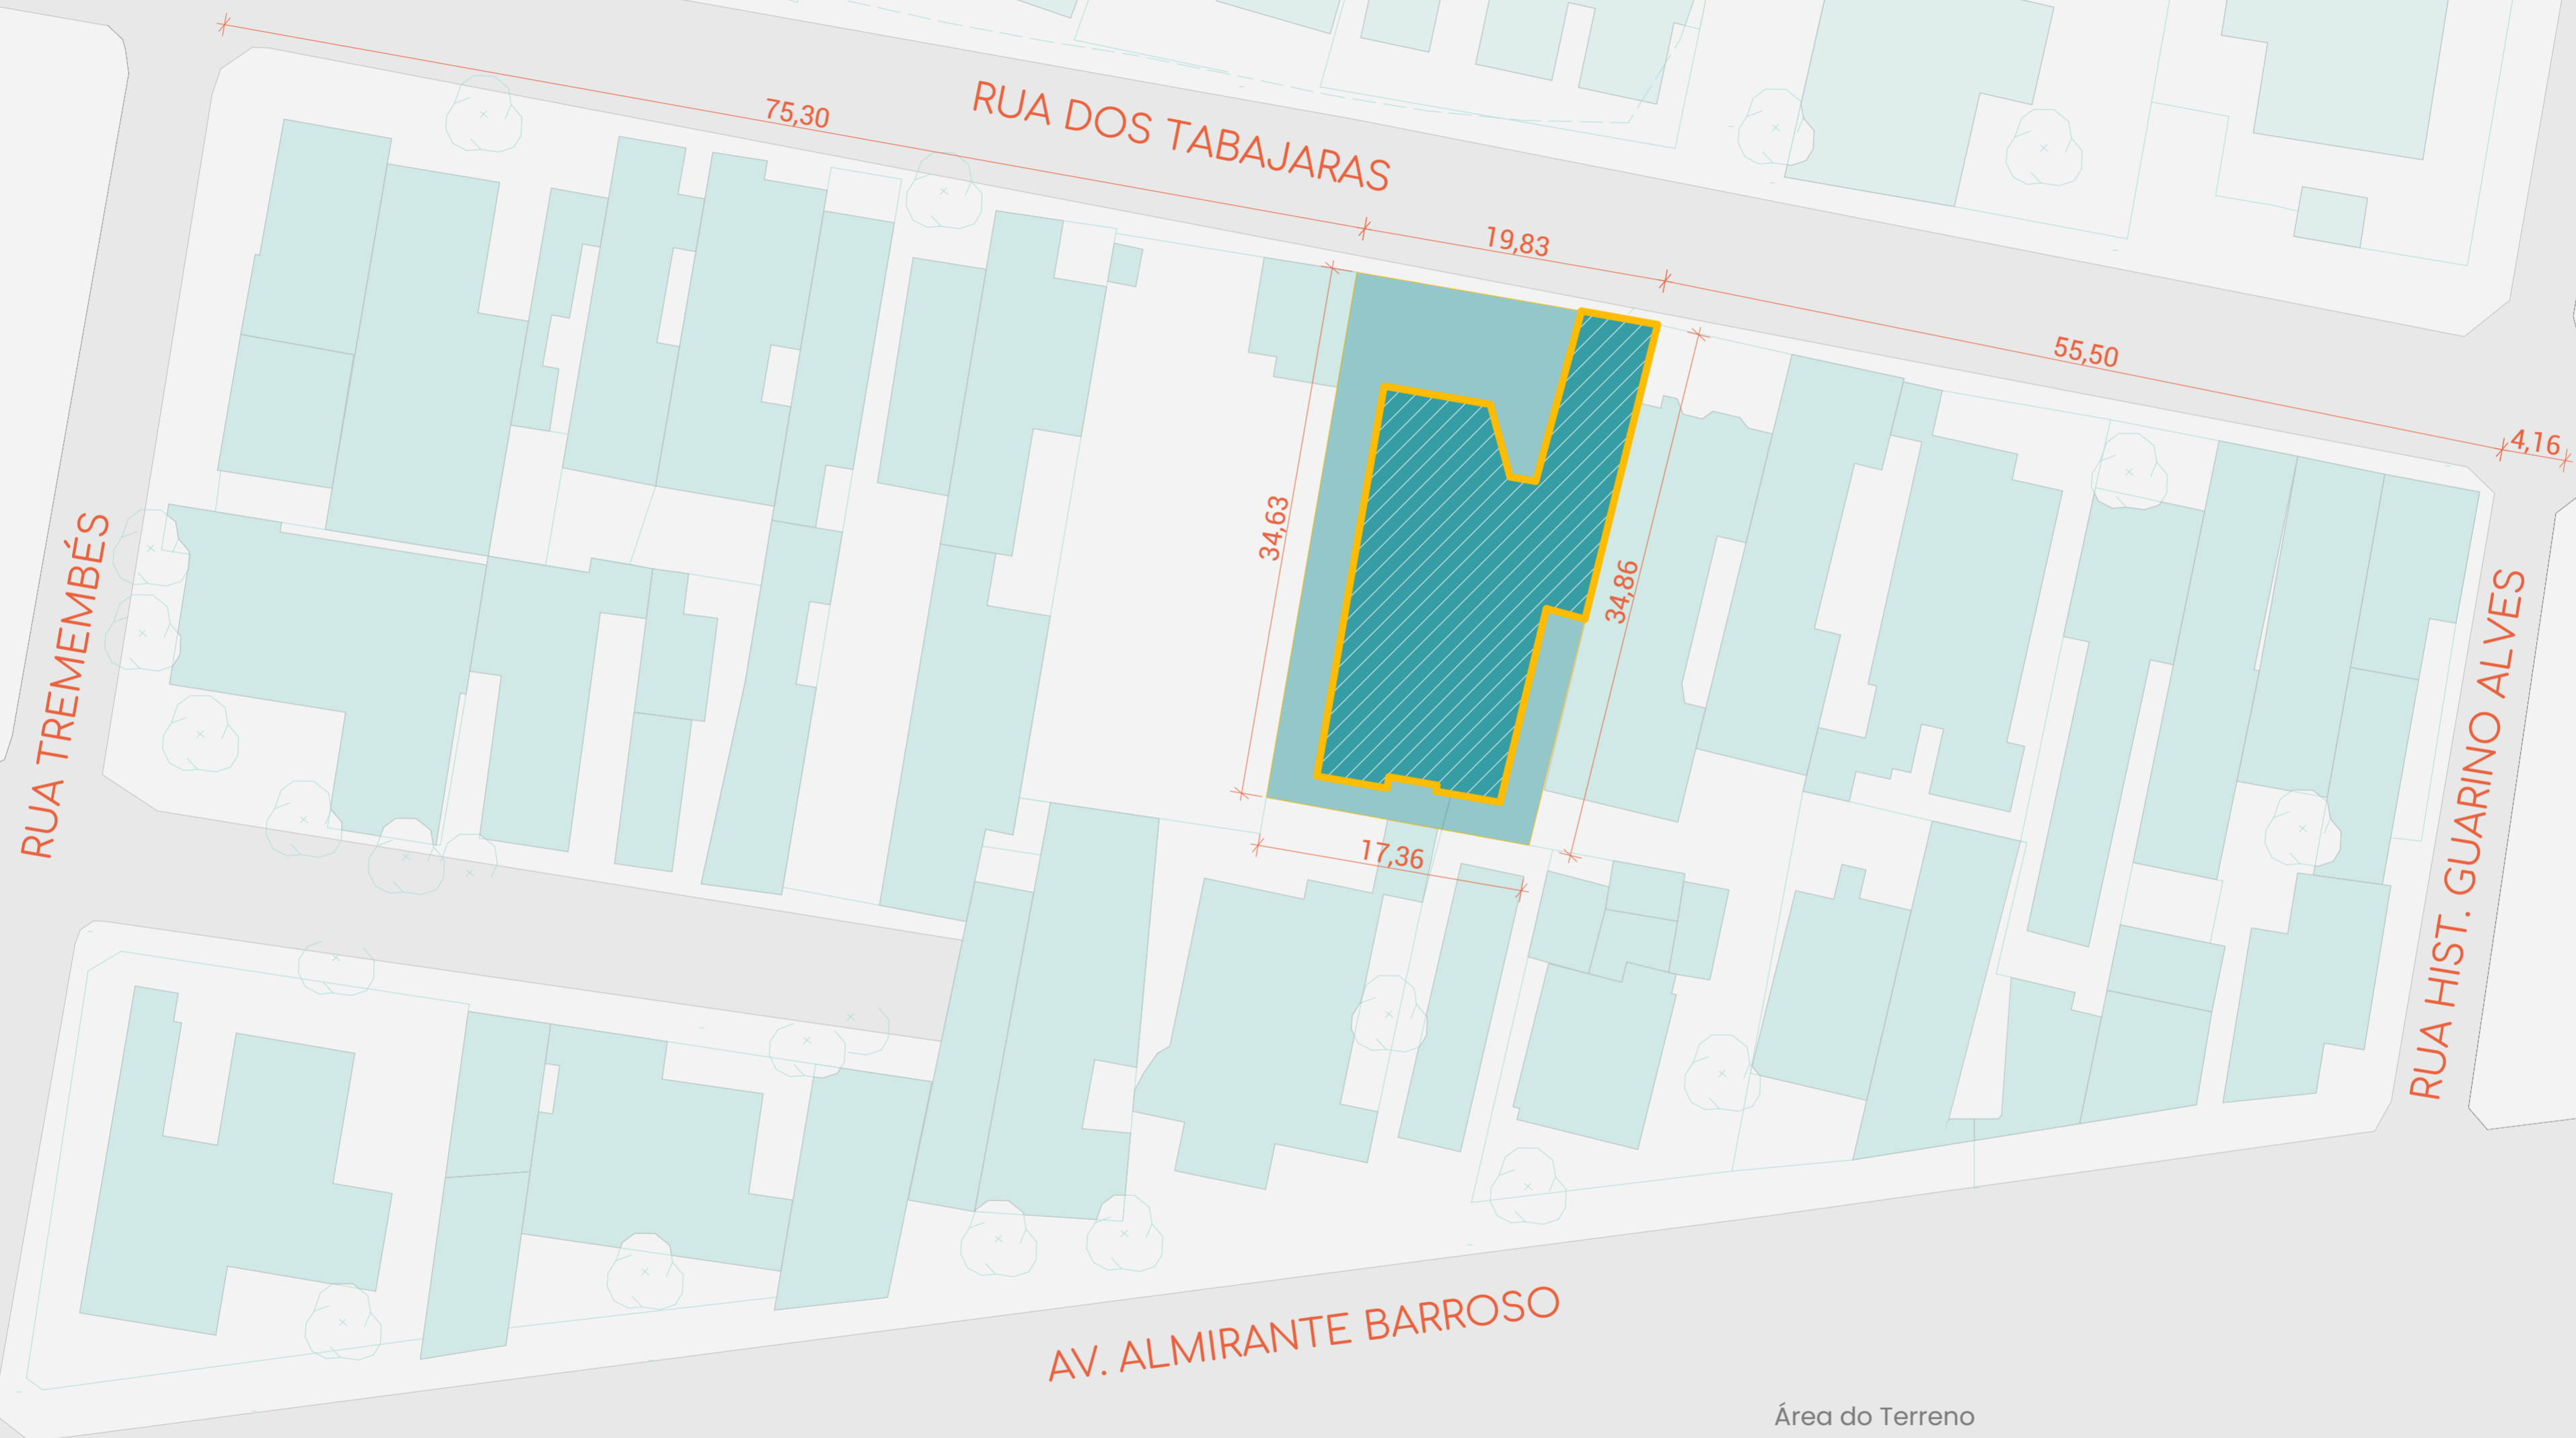 75,30
RUA DOS TABAJARAS
19,83
55,50
4,16
34,63
34,86
17,36
RUA TREMEMBÉS
RUA HIST. GUARINO ALVES
AV. ALMIRANTE BARROSO
Área do Terreno